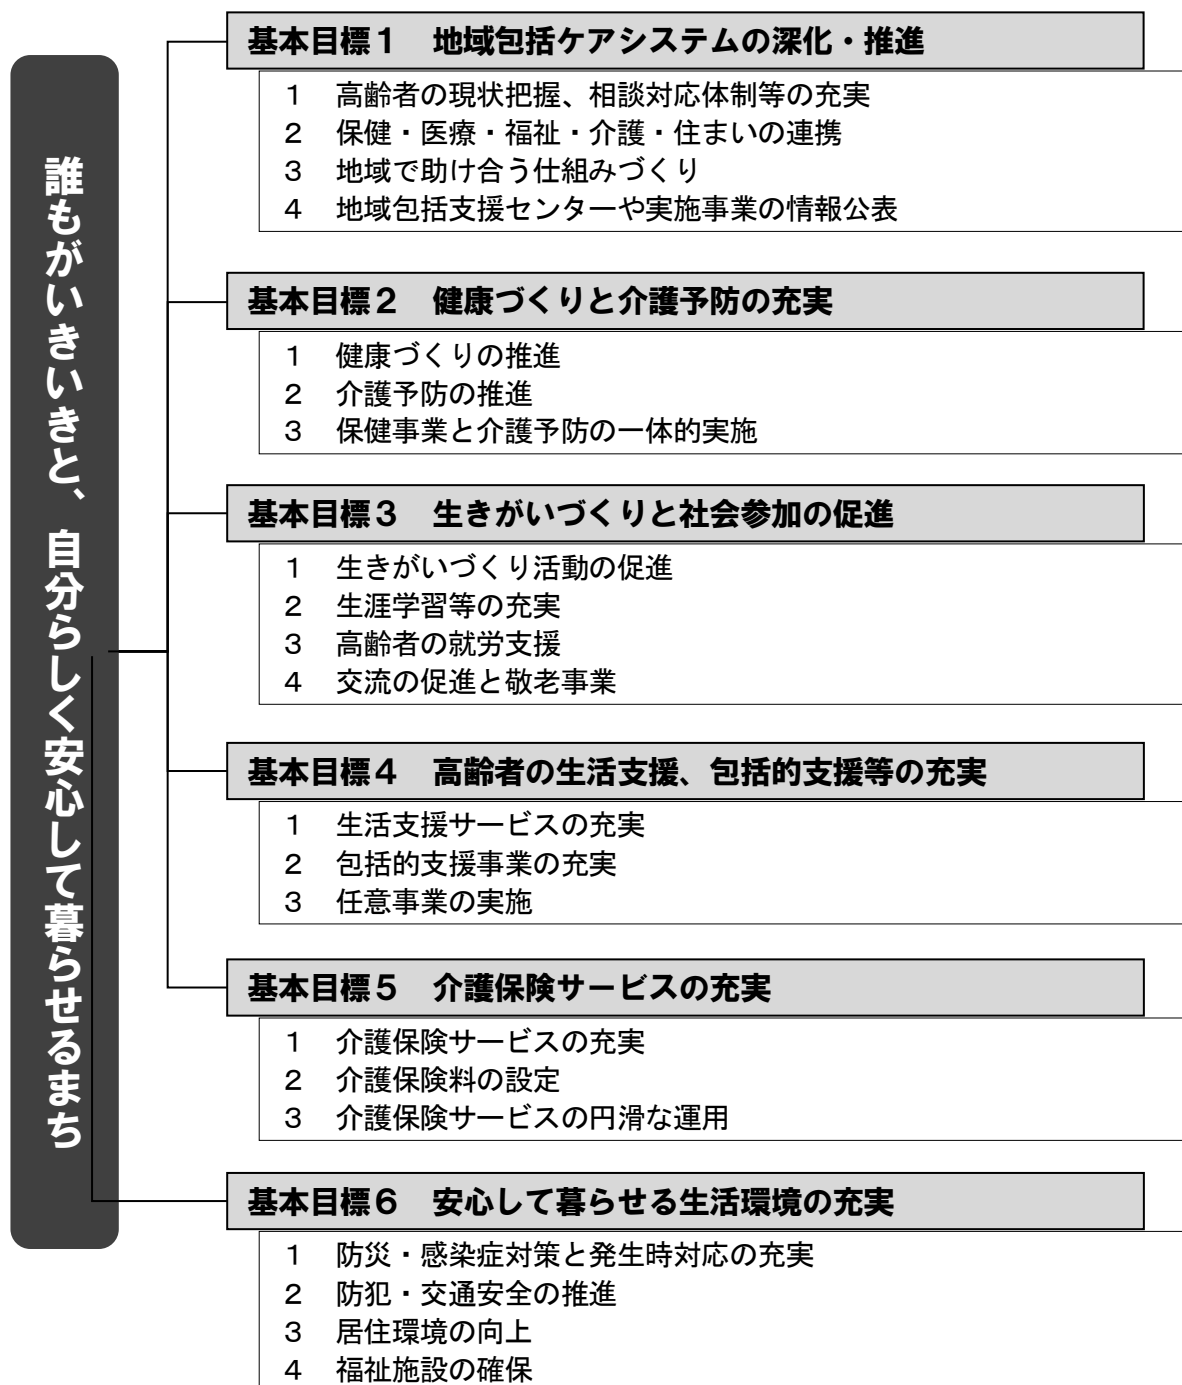 誰もがいきいきと、自分らしく安心して暮らせるまち
基本目標１　地域包括ケアシステムの深化・推進
１　高齢者の現状把握、相談対応体制等の充実
２　保健・医療・福祉・介護・住まいの連携
３　地域で助け合う仕組みづくり
４　地域包括支援センターや実施事業の情報公表
基本目標２　健康づくりと介護予防の充実
１　健康づくりの推進
２　介護予防の推進
３　保健事業と介護予防の一体的実施
基本目標３　生きがいづくりと社会参加の促進
１　生きがいづくり活動の促進
２　生涯学習等の充実
３　高齢者の就労支援
４　交流の促進と敬老事業
基本目標４　高齢者の生活支援、包括的支援等の充実
１　生活支援サービスの充実
２　包括的支援事業の充実
３　任意事業の実施
基本目標５　介護保険サービスの充実
１　介護保険サービスの充実
２　介護保険料の設定
３　介護保険サービスの円滑な運用
基本目標６　安心して暮らせる生活環境の充実
１　防災・感染症対策と発生時対応の充実
２　防犯・交通安全の推進
３　居住環境の向上
４　福祉施設の確保